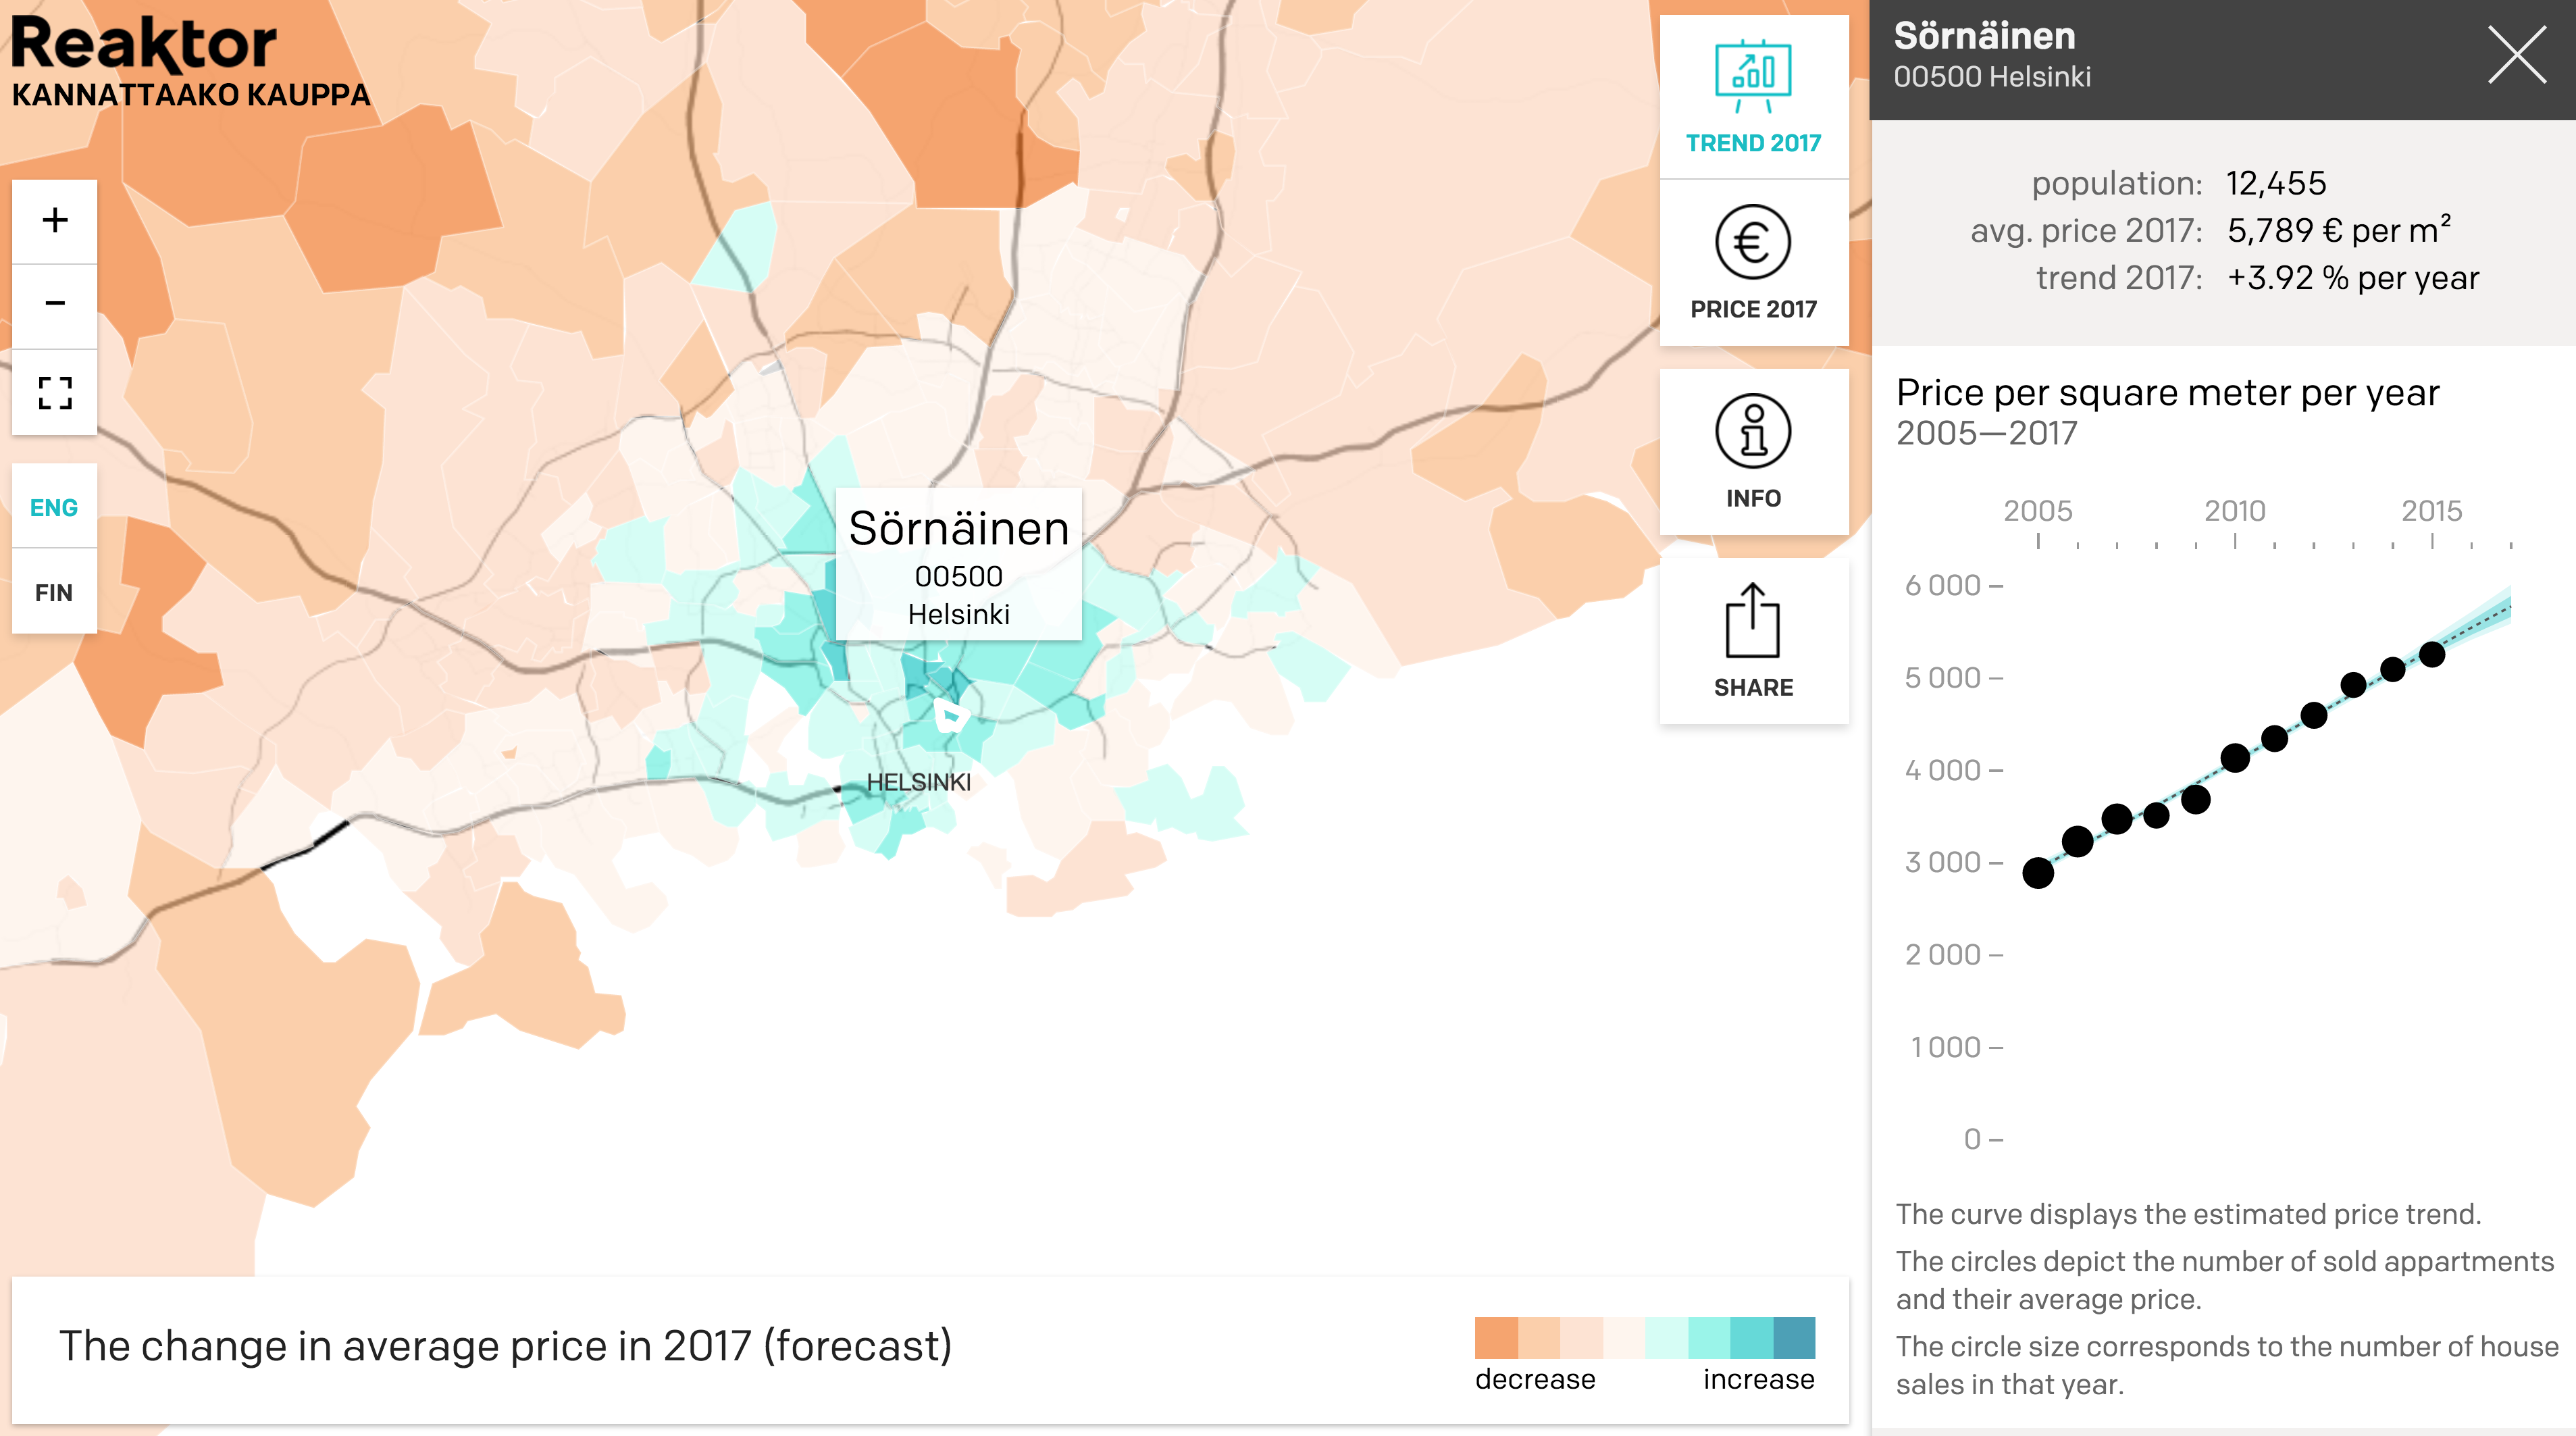 Reaktor
KANNATTAAKO KAUPPA
+
−
ENG
FIN
Sörnäinen
00500
Helsinki
HELSINKI
TREND 2017
PRICE 2017
INFO
SHARE
The change in average price in 2017 (forecast)
decrease
increase
Sörnäinen
00500 Helsinki
population: 12,455
avg. price 2017: 5,789 € per m²
trend 2017: +3.92 % per year
Price per square meter per year
2005—2017
2005 2010 2015
6 000
5 000
4 000
3 000
2 000
1 000
0
The curve displays the estimated price trend.
The circles depict the number of sold appartments
and their average price.
The circle size corresponds to the number of house
sales in that year.